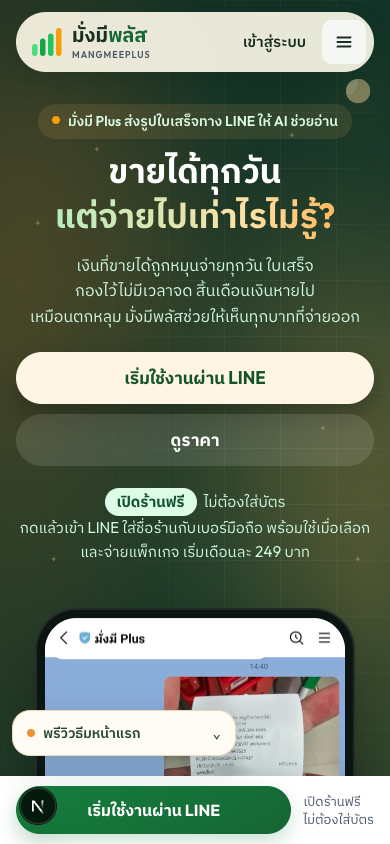 มั่งมีพลัส
MANGMEEPLUS
เข้าสู่ระบบ
มั่งมี Plus ส่งรูปใบเสร็จทาง LINE ให้ AI ช่วยอ่าน
ขายได้ทุกวัน
แต่จ่ายไปเท่าไรไม่รู้?
เงินที่ขายได้ถูกหมุนจ่ายทุกวัน ใบเสร็จ
กองไว้ไม่มีเวลาจด สิ้นเดือนเงินหายไป
เหมือนตกหลุม มั่งมีพลัสช่วยให้เห็นทุกบาทที่จ่ายออก
เริ่มใช้งานผ่าน LINE
ดูราคา
เปิดร้านฟรี ไม่ต้องใส่บัตร
กดแล้วเข้า LINE ใส่ชื่อร้านกับเบอร์มือถือ พร้อมใช้เมื่อเลือก
และจ่ายแพ็กเกจ เริ่มเดือนละ 249 บาท
มั่งมี Plus
14:40
พรีวิวธีมหน้าแรก
N
เริ่มใช้งานผ่าน LINE
เปิดร้านฟรี
ไม่ต้องใส่บัตร